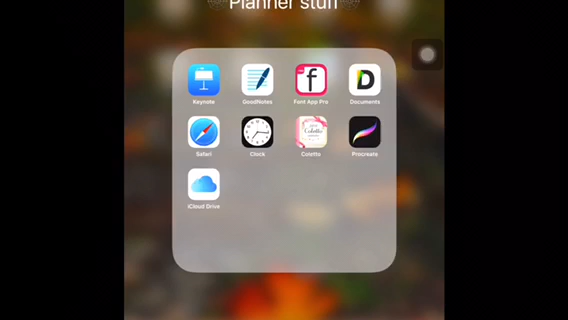 Planner stuff
Keynote
GoodNotes
Font App Pro
Documents
Safari
Clock
Coletto
Procreate
iCloud Drive